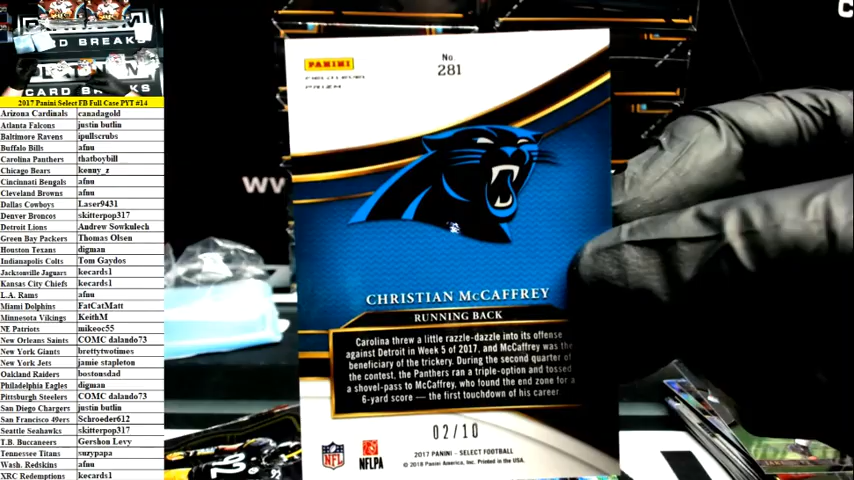 CARD BREAKS
CARD BREAKS
2017 Panini Select FB Full Case PYT #14
Arizona Cardinals canadagold
Atlanta Falcons justin butlin
Baltimore Ravens ipullscrubs
Buffalo Bills afnu
Carolina Panthers thatboybill
Chicago Bears kenny_z
Cincinnati Bengals afnu
Cleveland Browns afnu
Dallas Cowboys Laser9431
Denver Broncos skitterpop317
Detroit Lions Andrew Sowkulech
Green Bay Packers Thomas Olsen
Houston Texans digman
Indianapolis Colts Tom Gaydos
Jacksonville Jaguars kecards1
Kansas City Chiefs kecards1
L.A. Rams afnu
Miami Dolphins FatCatMatt
Minnesota Vikings KeithM
NE Patriots mikeoc55
New Orleans Saints COMC dalando73
New York Giants brettytwotimes
New York Jets jamie stapleton
Oakland Raiders bostonsdad
Philadelphia Eagles digman
Pittsburgh Steelers COMC dalando73
San Diego Chargers justin butlin
San Francisco 49ers Schroeder612
Seattle Seahawks skitterpop317
T.B. Buccaneers Gershon Levy
Tennessee Titans suzypapa
Wash. Redskins afnu
XRC Redemptions kecards1
WV
PANINI
No.
281
CHRISTIAN McCAFFREY
RUNNING BACK
Carolina threw a little razzle-dazzle into its offense
against Detroit in Week 5 of 2017, and McCaffrey was the
beneficiary of the trickery. During the second quarter of
the contest, the Panthers ran a triple-option and tossed
a shovel-pass to McCaffrey, who found the end zone for a
6-yard score — the first touchdown of his career
02/10
NFL
NFLPA
2017 PANINI - SELECT FOOTBALL
© 2018 Panini America, Inc. Printed in the USA.